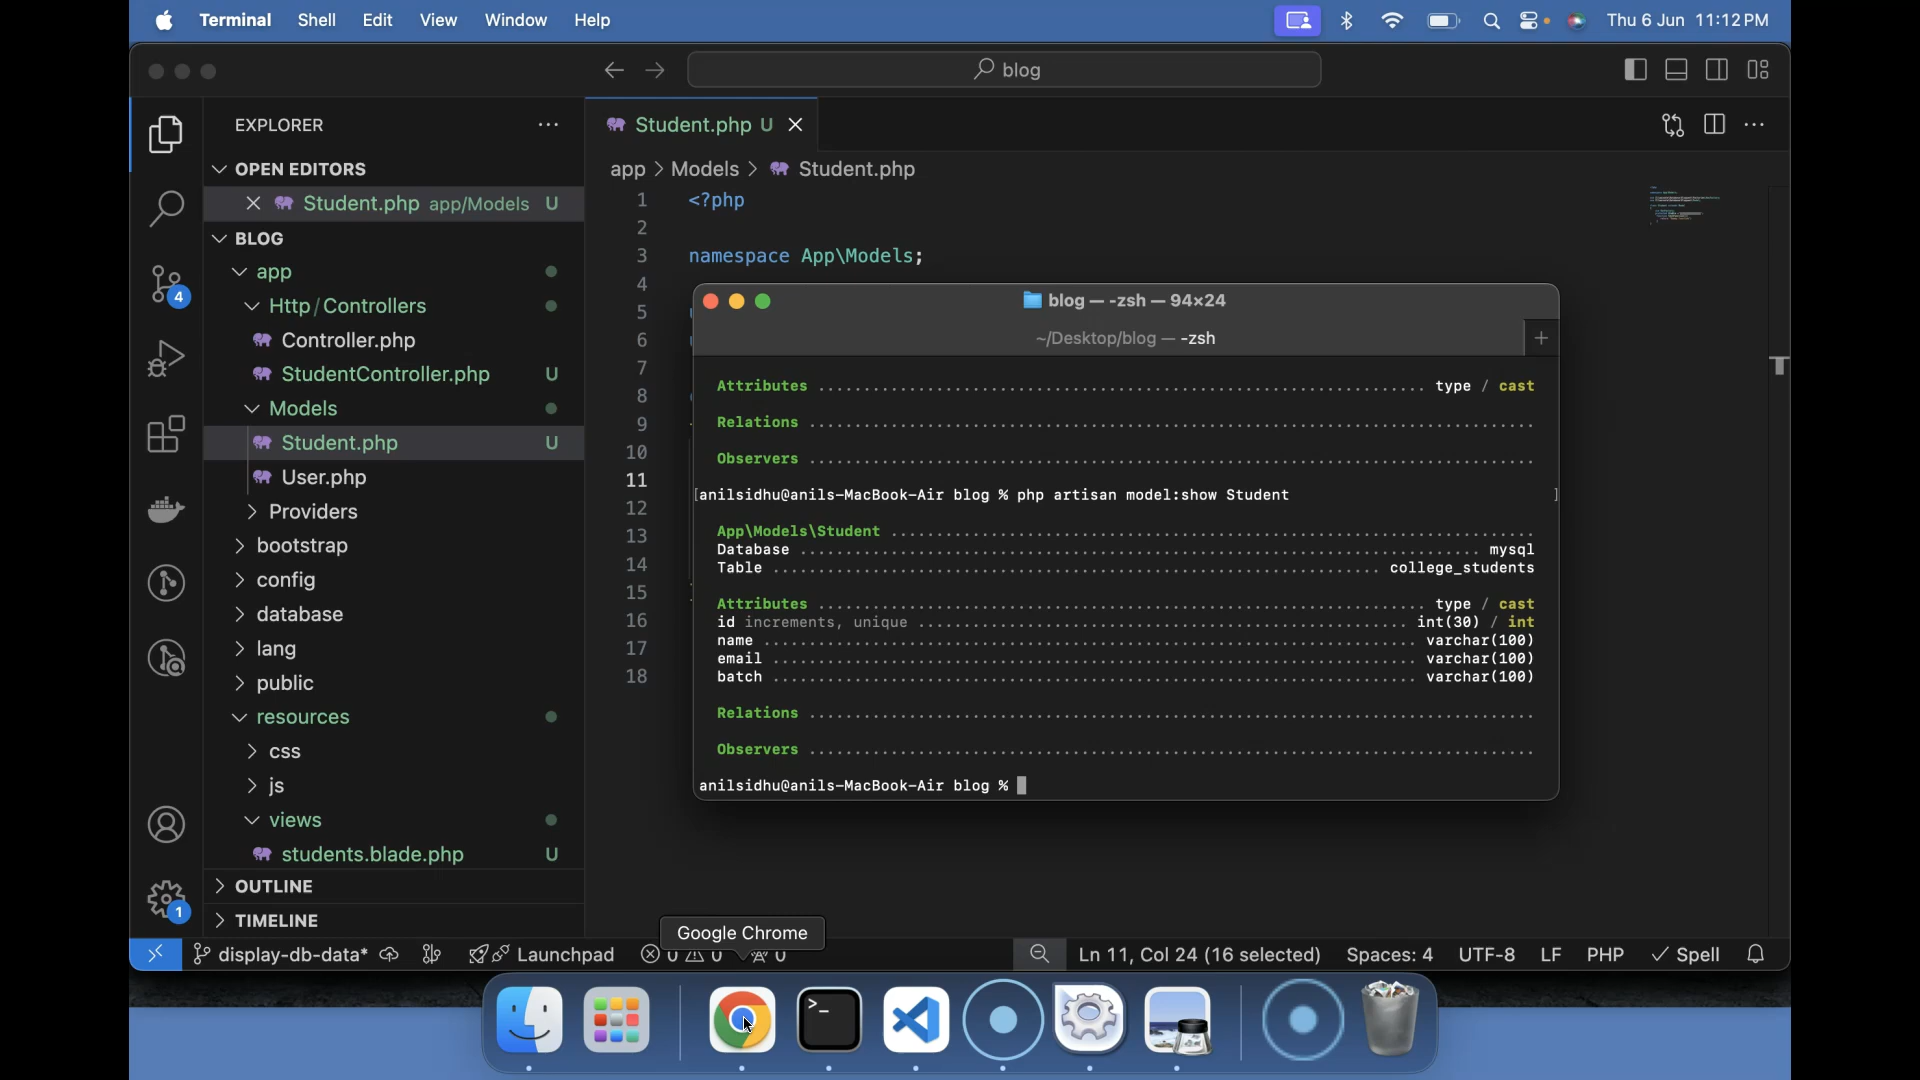 Terminal Shell Edit View Window Help Thu 6 Jun 11:12 PM
blog
EXPLORER
OPEN EDITORS
Student.php app/Models U
BLOG
app
Http / Controllers
Controller.php
StudentController.php U
Models
Student.php U
User.php
Providers
bootstrap
config
database
lang
public
resources
css
js
views
students.blade.php U
OUTLINE
TIMELINE
4
1
Student.php U
app > Models > Student.php
1 <?php
2
3 namespace App\Models;
4
5
6
7
8
9
10
11
12
13
14
15
16
17
18
blog — -zsh — 94×24
~/Desktop/blog — -zsh
Attributes ........ type / cast
Relations ........
Observers ........
[anilsidhu@anils-MacBook-Air blog % php artisan model:show Student ]
App\Models\Student ........
Database ........ mysql
Table ........ college_students
Attributes ........ type / cast
id increments, unique ........ int(30) / int
name ........ varchar(100)
email ........ varchar(100)
batch ........ varchar(100)
Relations ........
Observers ........
anilsidhu@anils-MacBook-Air blog %
Google Chrome
display-db-data* Launchpad 0 0 0 Ln 11, Col 24 (16 selected) Spaces: 4 UTF-8 LF PHP Spell